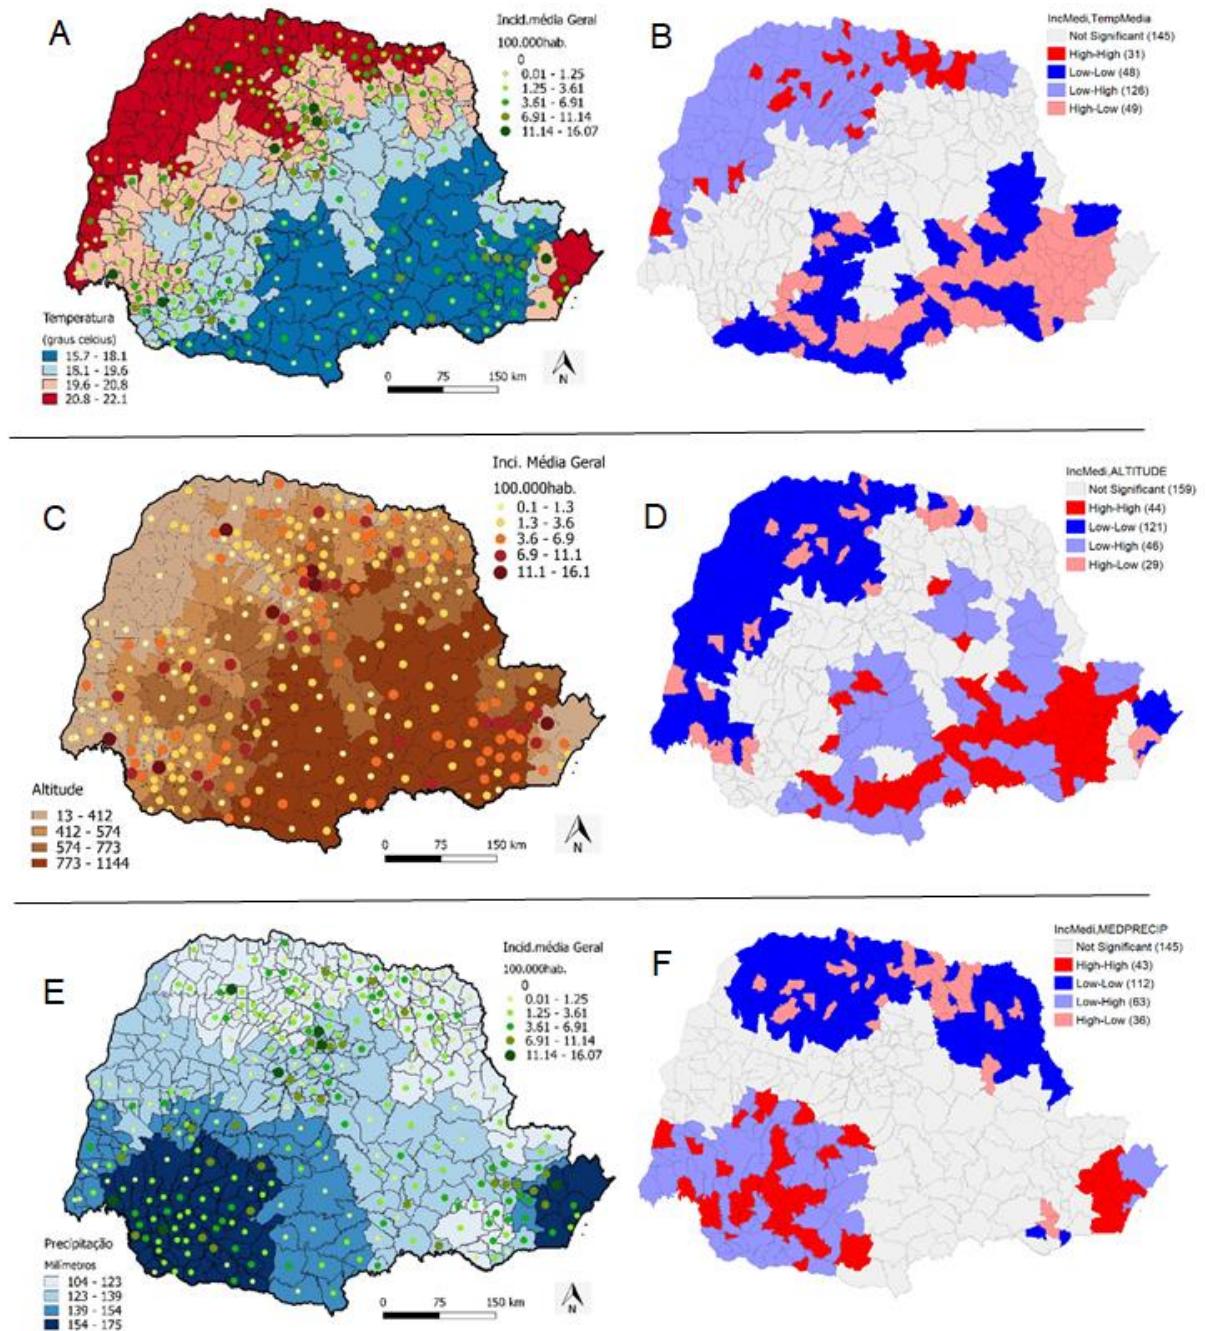 A
Incid.média Geral
100.000hab.
0
0.01 - 1.25
1.25 - 3.61
3.61 - 6.91
6.91 - 11.14
11.14 - 16.07
Temperatura
(graus celcius)
15.7 - 18.1
18.1 - 19.6
19.6 - 20.8
20.8 - 22.1
0 75 150 km
N
B
IncMedi,TempMedia
Not Significant (145)
High-High (31)
Low-Low (48)
Low-High (126)
High-Low (49)
C
Inci. Média Geral
100.000hab.
0.1 - 1.3
1.3 - 3.6
3.6 - 6.9
6.9 - 11.1
11.1 - 16.1
Altitude
13 - 412
412 - 574
574 - 773
773 - 1144
0 75 150 km
N
D
IncMedi,ALTITUDE
Not Significant (159)
High-High (44)
Low-Low (121)
Low-High (46)
High-Low (29)
E
Incid.média Geral
100.000hab.
0
0.01 - 1.25
1.25 - 3.61
3.61 - 6.91
6.91 - 11.14
11.14 - 16.07
Precipitação
Milímetros
104 - 123
123 - 139
139 - 154
154 - 175
0 75 150 km
N
F
IncMedi,MEDPRECIP
Not Significant (145)
High-High (43)
Low-Low (112)
Low-High (63)
High-Low (36)